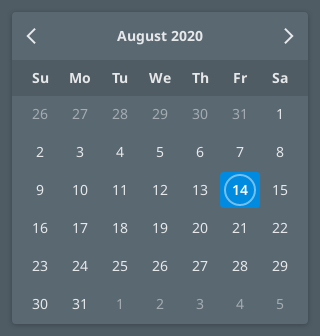 August 2020
Su Mo Tu We Th Fr Sa
26 27 28 29 30 31 1
2 3 4 5 6 7 8
9 10 11 12 13 14 15
16 17 18 19 20 21 22
23 24 25 26 27 28 29
30 31 1 2 3 4 5